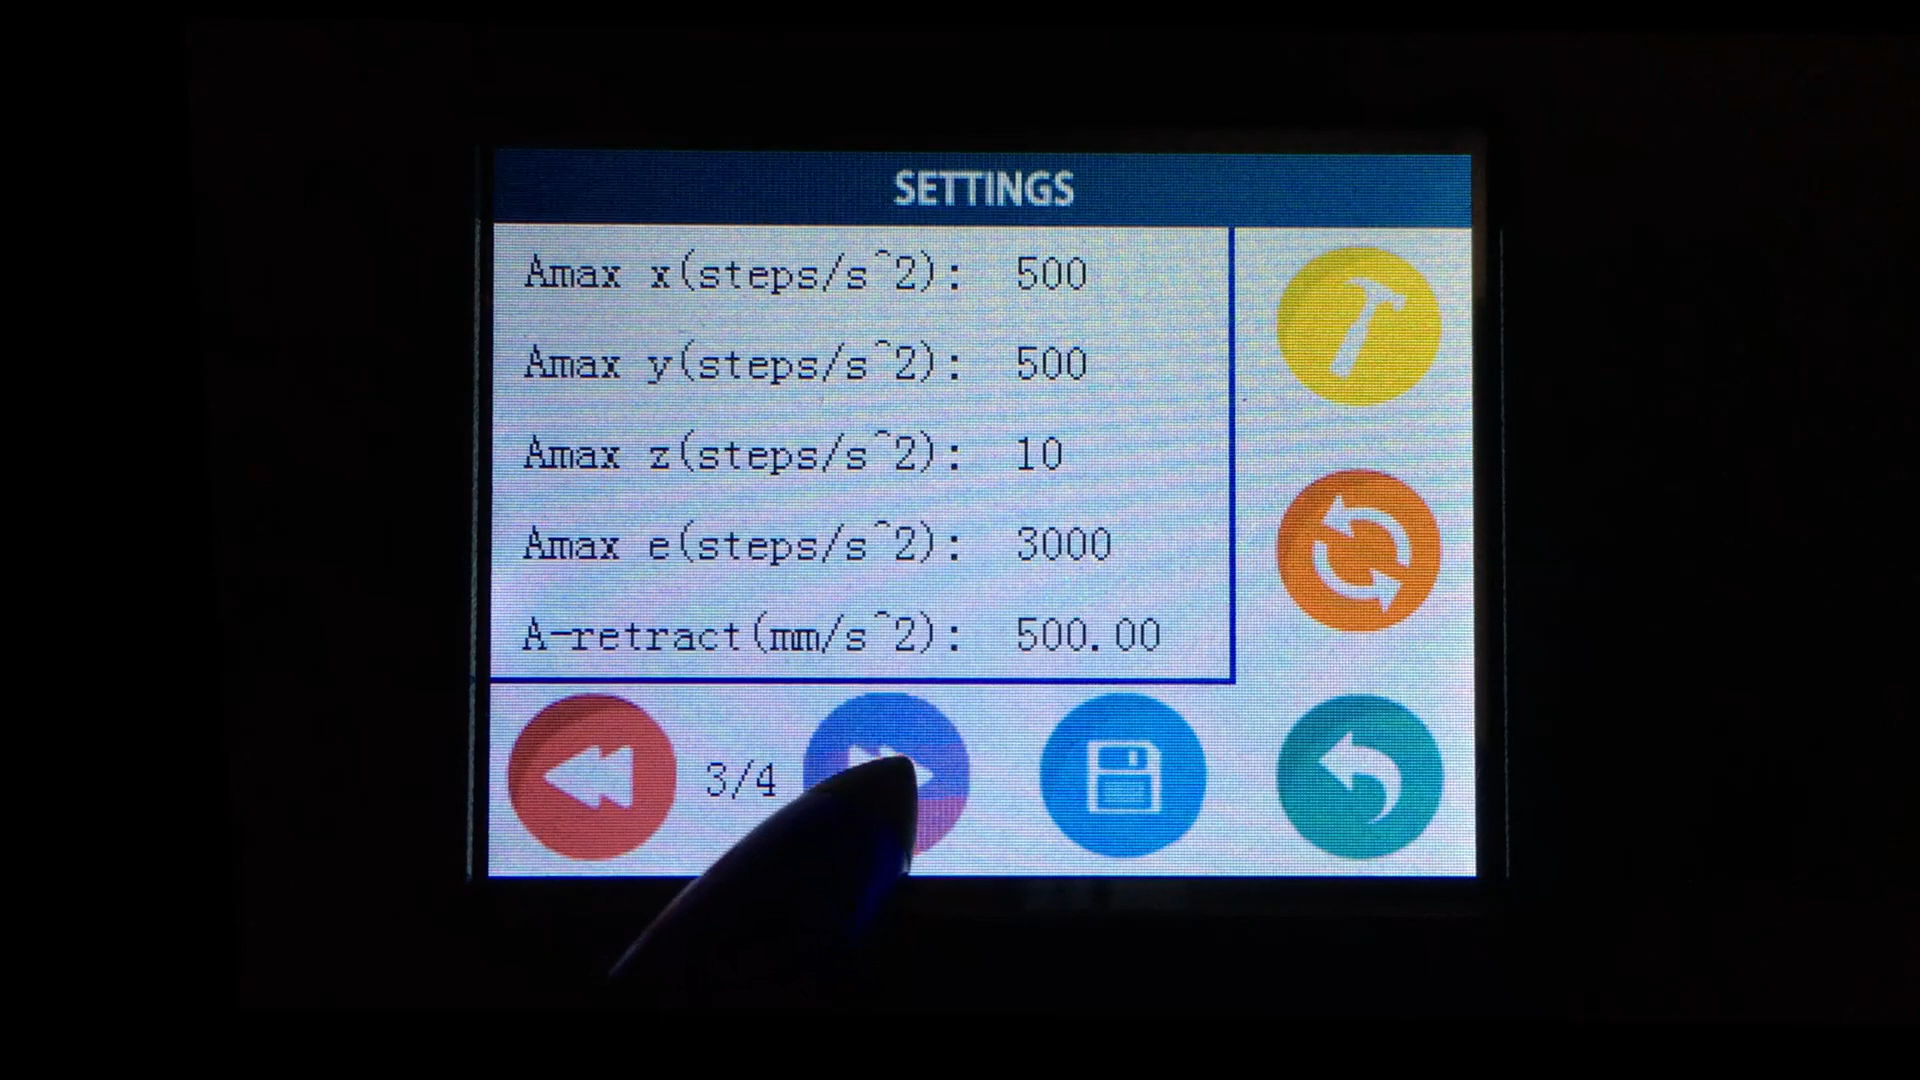 SETTINGS
Amax x(steps/s^2): 500
Amax y(steps/s^2): 500
Amax z(steps/s^2): 10
Amax e(steps/s^2): 3000
A-retract(mm/s^2): 500.00
3/4